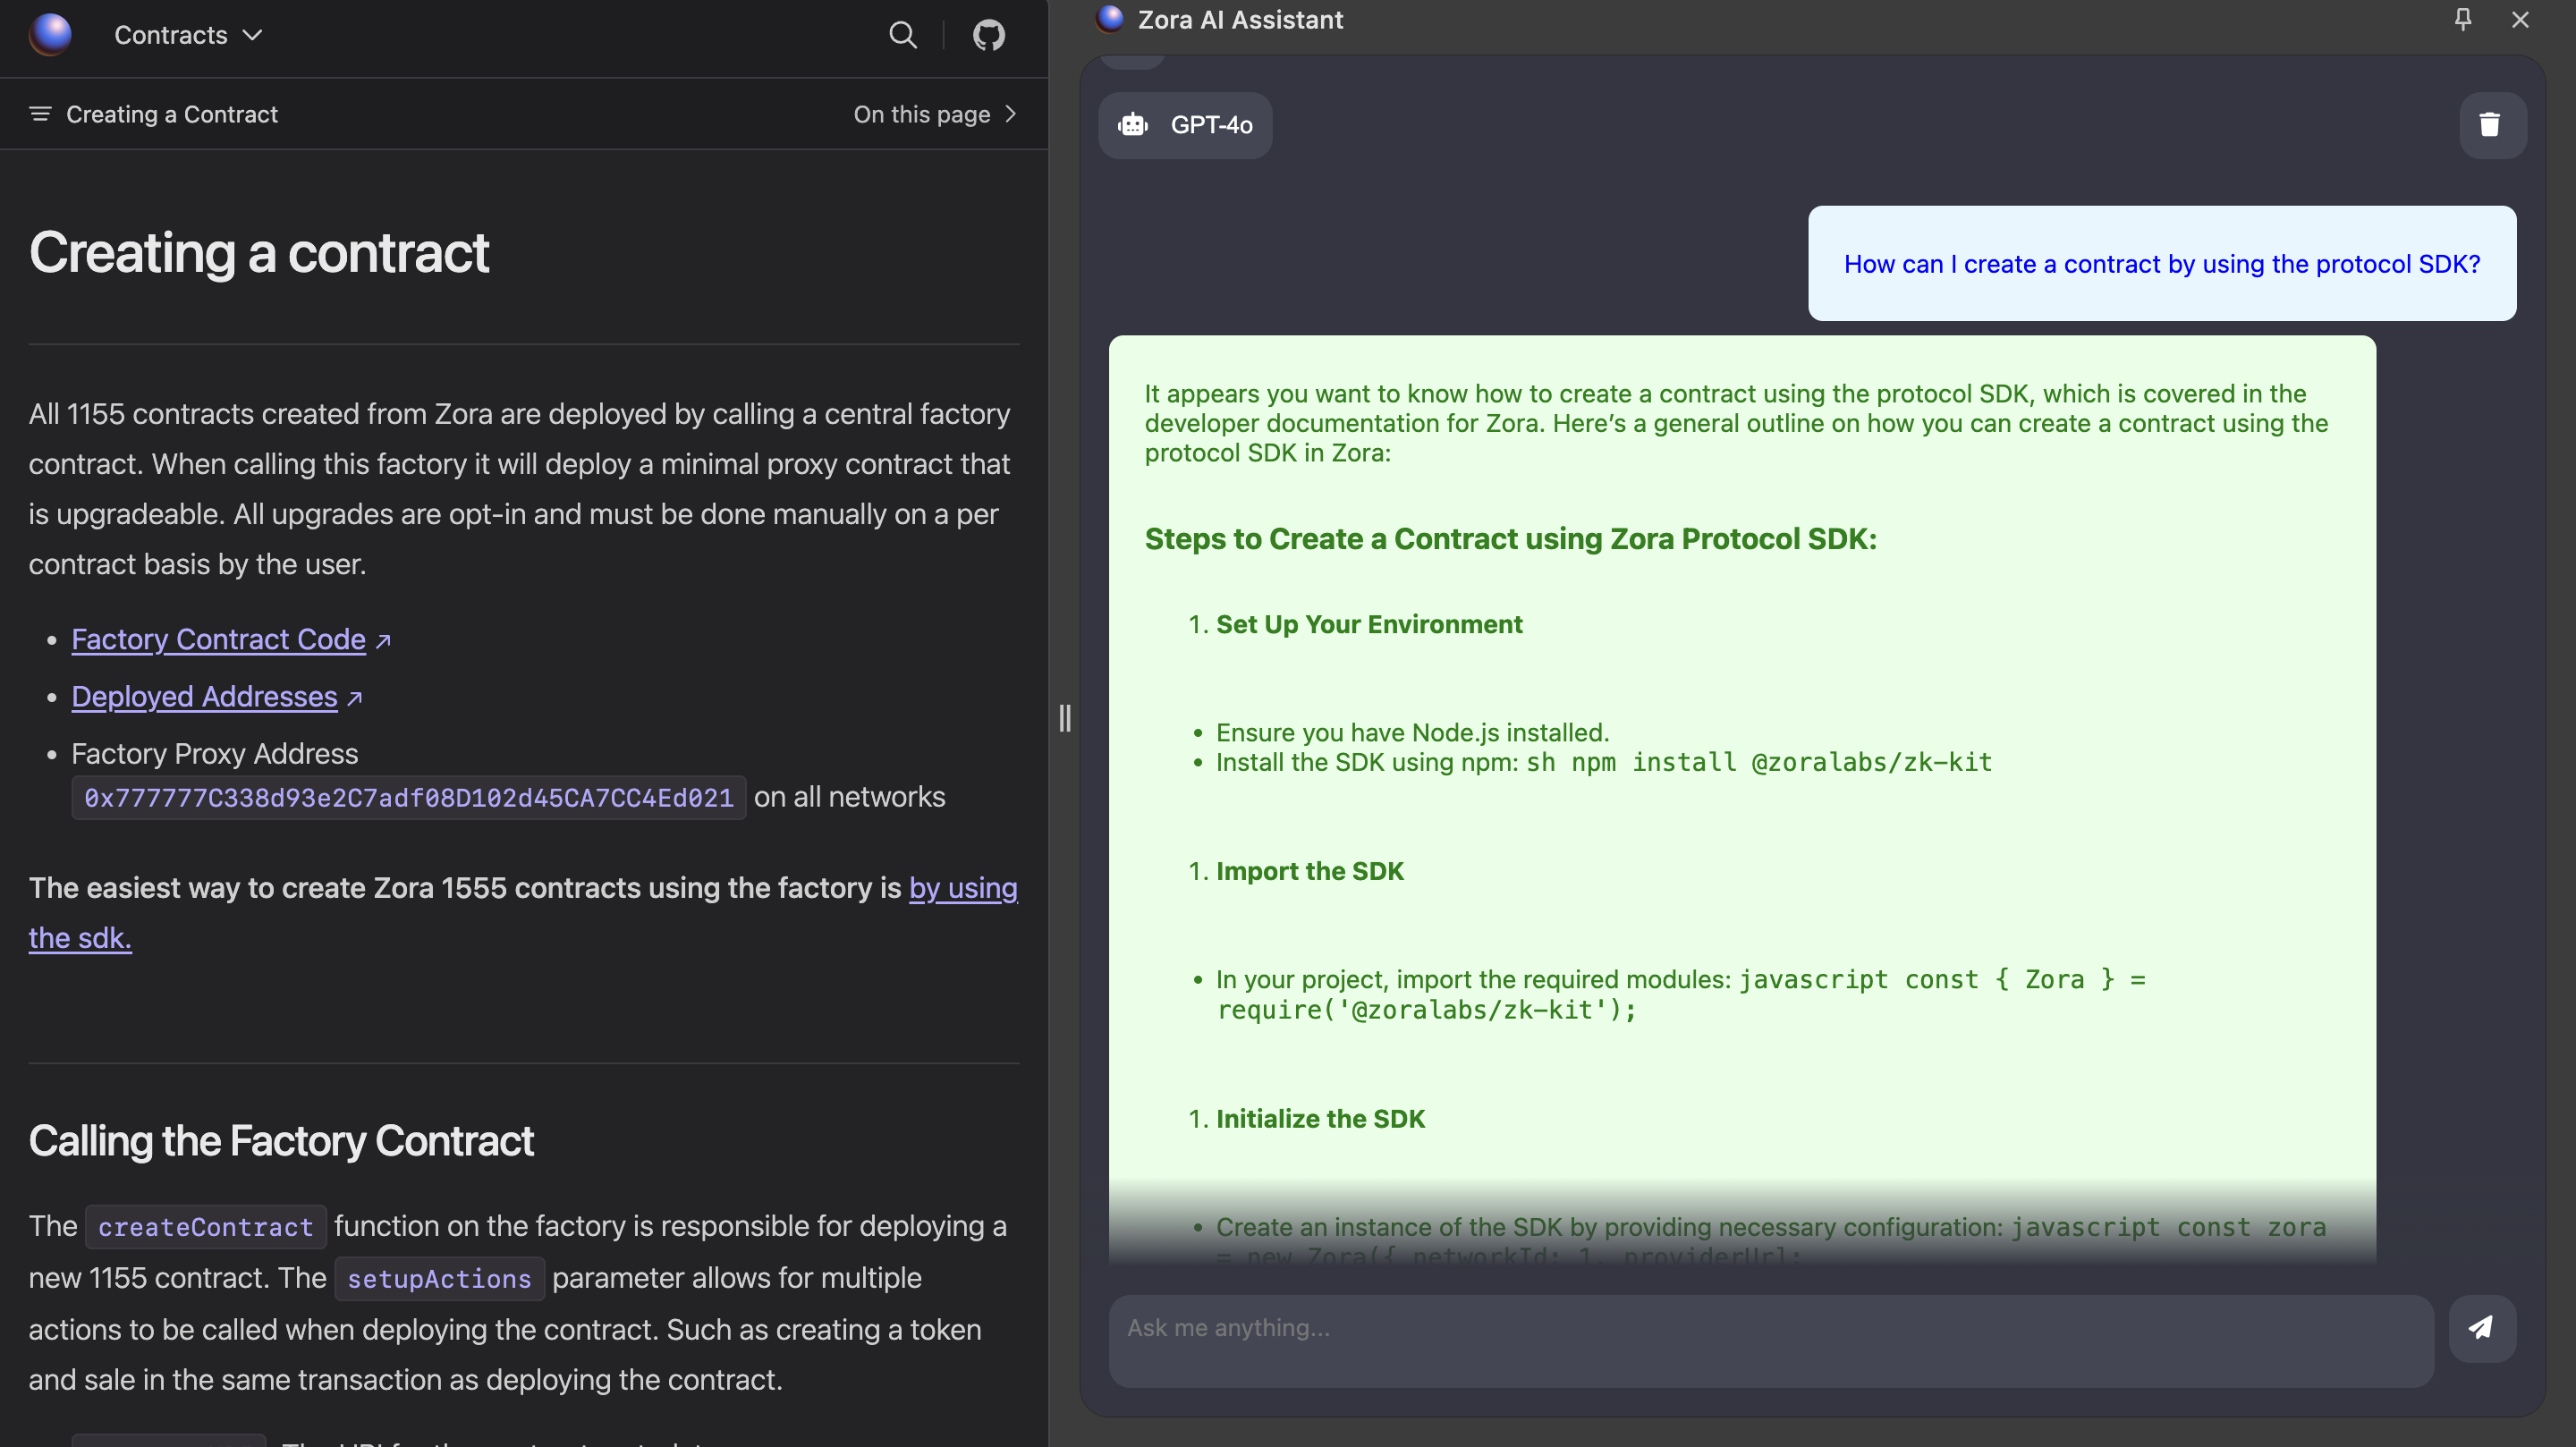 Contracts
Creating a Contract
On this page
Creating a contract
All 1155 contracts created from Zora are deployed by calling a central factory
contract. When calling this factory it will deploy a minimal proxy contract that
is upgradeable. All upgrades are opt-in and must be done manually on a per
contract basis by the user.
• Factory Contract Code ↗
• Deployed Addresses ↗
• Factory Proxy Address
0x777777C338d93e2C7adf08D102d45CA7CC4Ed021 on all networks
The easiest way to create Zora 1555 contracts using the factory is by using
the sdk.
Calling the Factory Contract
The createContract function on the factory is responsible for deploying a
new 1155 contract. The setupActions parameter allows for multiple
actions to be called when deploying the contract. Such as creating a token
and sale in the same transaction as deploying the contract.
Zora AI Assistant
GPT-4o
How can I create a contract by using the protocol SDK?
It appears you want to know how to create a contract using the protocol SDK, which is covered in the
developer documentation for Zora. Here's a general outline on how you can create a contract using the
protocol SDK in Zora:
Steps to Create a Contract using Zora Protocol SDK:
1. Set Up Your Environment
• Ensure you have Node.js installed.
• Install the SDK using npm: sh npm install @zoralabs/zk-kit
1. Import the SDK
• In your project, import the required modules: javascript const { Zora } =
require('@zoralabs/zk-kit');
1. Initialize the SDK
• Create an instance of the SDK by providing necessary configuration: javascript const zora
= new Zora({ networkId: 1, providerUrl:
Ask me anything...